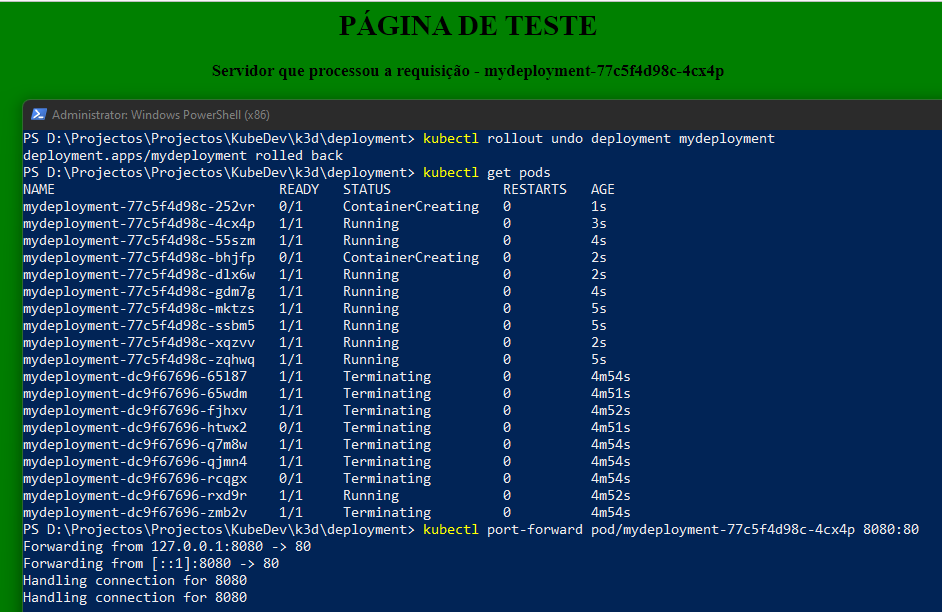 PÁGINA DE TESTE
Servidor que processou a requisição - mydeployment-77c5f4d98c-4cx4p
Administrator: Windows PowerShell (x86)
PS D:\Projectos\Projectos\KubeDev\k3d\deployment> kubectl rollout undo deployment mydeployment
deployment.apps/mydeployment rolled back
PS D:\Projectos\Projectos\KubeDev\k3d\deployment> kubectl get pods
NAME READY STATUS RESTARTS AGE
mydeployment-77c5f4d98c-252vr 0/1 ContainerCreating 0 1s
mydeployment-77c5f4d98c-4cx4p 1/1 Running 0 3s
mydeployment-77c5f4d98c-55szm 1/1 Running 0 4s
mydeployment-77c5f4d98c-bhjfp 0/1 ContainerCreating 0 2s
mydeployment-77c5f4d98c-dlx6w 1/1 Running 0 2s
mydeployment-77c5f4d98c-gdm7g 1/1 Running 0 4s
mydeployment-77c5f4d98c-mktzs 1/1 Running 0 5s
mydeployment-77c5f4d98c-ssbm5 1/1 Running 0 5s
mydeployment-77c5f4d98c-xqzvv 1/1 Running 0 2s
mydeployment-77c5f4d98c-zqhwq 1/1 Running 0 5s
mydeployment-dc9f67696-65l87 1/1 Terminating 0 4m54s
mydeployment-dc9f67696-65wdm 1/1 Terminating 0 4m51s
mydeployment-dc9f67696-fjhxv 1/1 Terminating 0 4m52s
mydeployment-dc9f67696-htwx2 0/1 Terminating 0 4m51s
mydeployment-dc9f67696-q7m8w 1/1 Terminating 0 4m54s
mydeployment-dc9f67696-qjmn4 1/1 Terminating 0 4m54s
mydeployment-dc9f67696-rcqgx 0/1 Terminating 0 4m54s
mydeployment-dc9f67696-rxd9r 1/1 Running 0 4m52s
mydeployment-dc9f67696-zmb2v 1/1 Terminating 0 4m54s
PS D:\Projectos\Projectos\KubeDev\k3d\deployment> kubectl port-forward pod/mydeployment-77c5f4d98c-4cx4p 8080:80
Forwarding from 127.0.0.1:8080 -> 80
Forwarding from [::1]:8080 -> 80
Handling connection for 8080
Handling connection for 8080